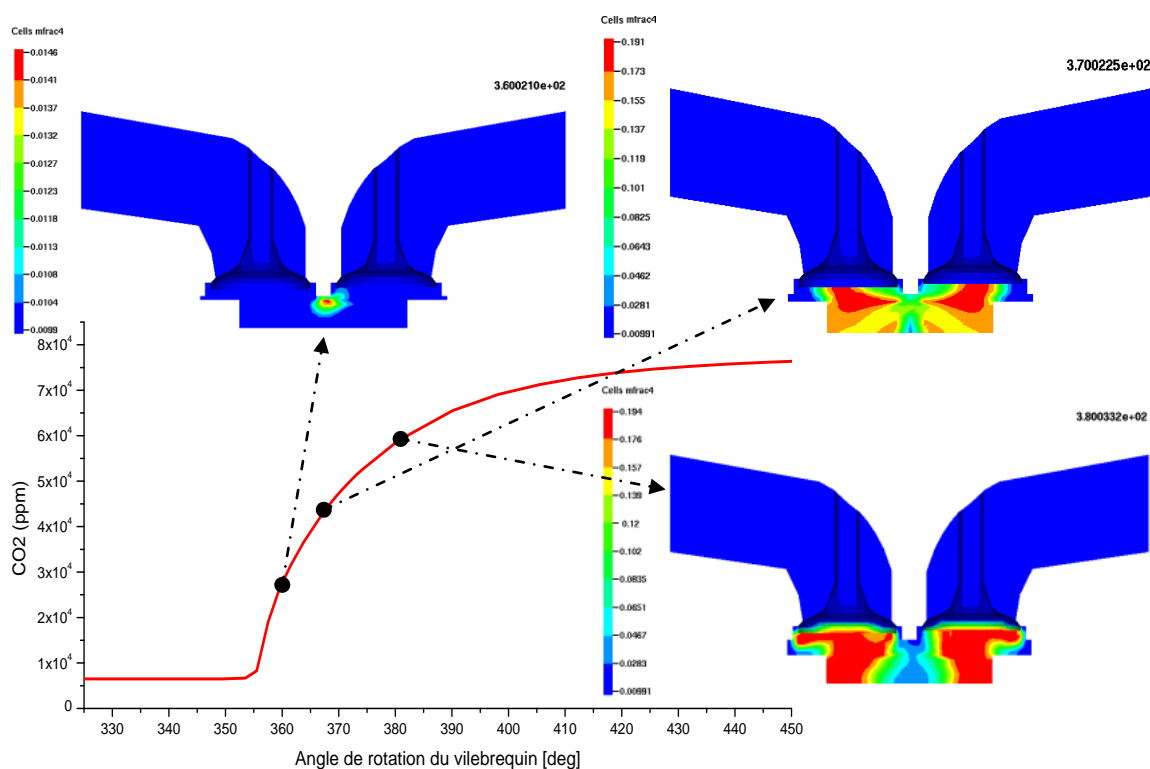 Cells mfrac4
0.0146
0.0141
0.0137
0.0132
0.0127
0.0123
0.0118
0.0113
0.0108
0.0104
0.0099
3.600210e+02
Cells mfrac4
0.191
0.173
0.155
0.137
0.119
0.101
0.0825
0.0643
0.0462
0.0281
0.00991
3.700225e+02
Cells mfrac4
0.194
0.176
0.157
0.139
0.12
0.102
0.0835
0.0651
0.0467
0.0283
0.00991
3.800332e+02
CO2 (ppm)
8x10⁴
7x10⁴
6x10⁴
5x10⁴
4x10⁴
3x10⁴
2x10⁴
1x10⁴
0
330 340 350 360 370 380 390 400 410 420 430 440 450
Angle de rotation du vilebrequin [deg]